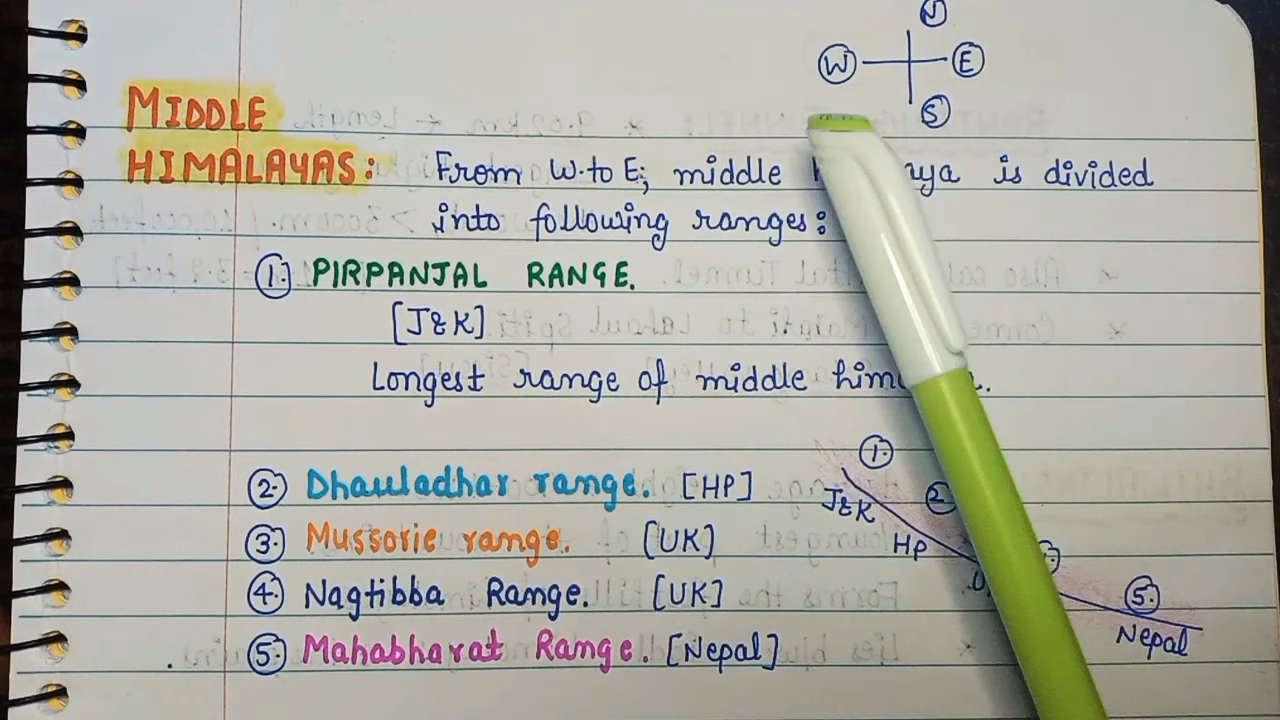 N
W E
S
MIDDLE
HIMALAYAS: From W to E; middle aya is divided
into following ranges:
1. PIRPANJAL RANGE.
[J&K]
Longest range of middle him .
2. Dhauladhar range. [HP]
3. Mussorie range. [UK]
4. Nagtibba Range. [UK]
5. Mahabharat Range. [Nepal]
1.
J&K
2
HP
5.
Nepal